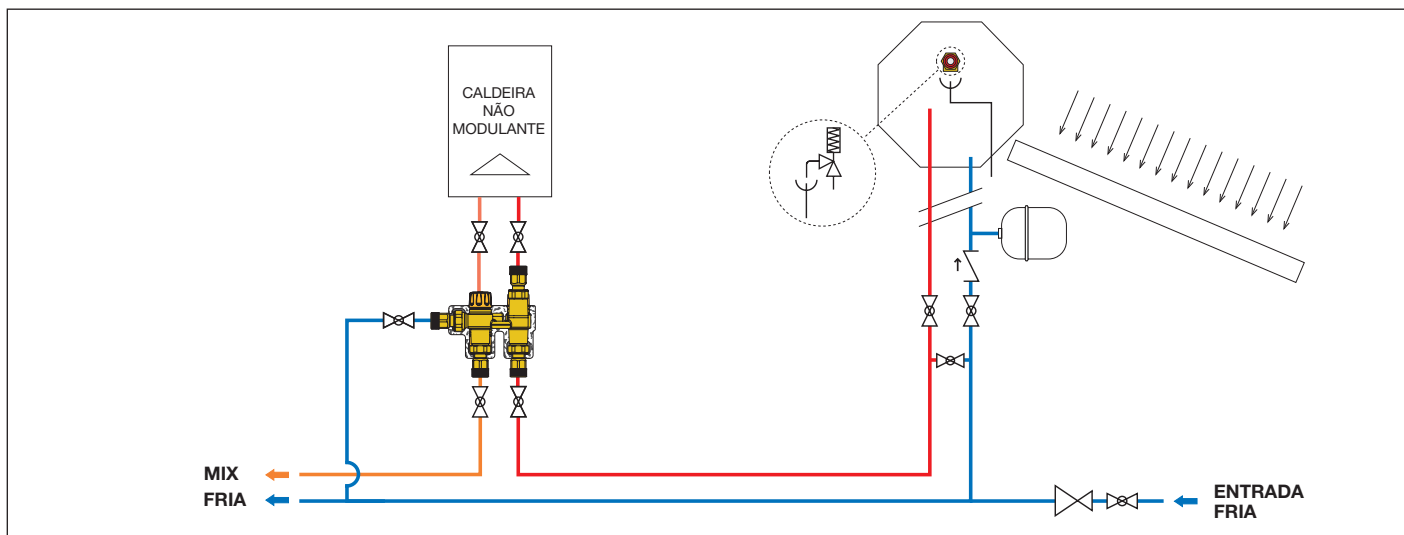 CALDEIRA
NÃO
MODULANTE
MIX
FRIA
ENTRADA
FRIA